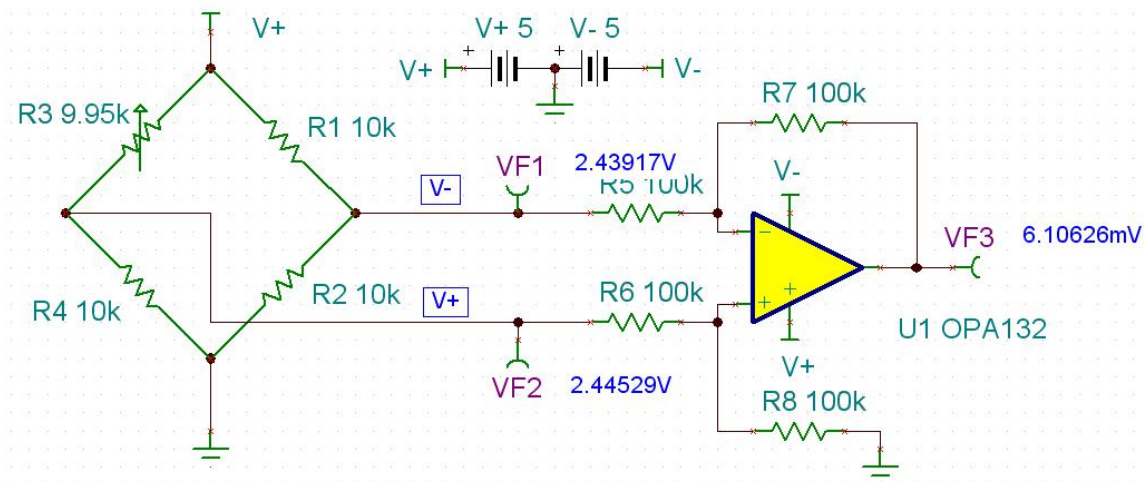 V+
V+ 5
V- 5
+
+
V+
V-
R3 9.95k
R1 10k
R7 100k
VF1
2.43917V
V-
V-
R5 100k
R4 10k
R2 10k
V+
R6 100k
VF3
6.10626mV
−
+
+
U1 OPA132
VF2
2.44529V
V+
R8 100k